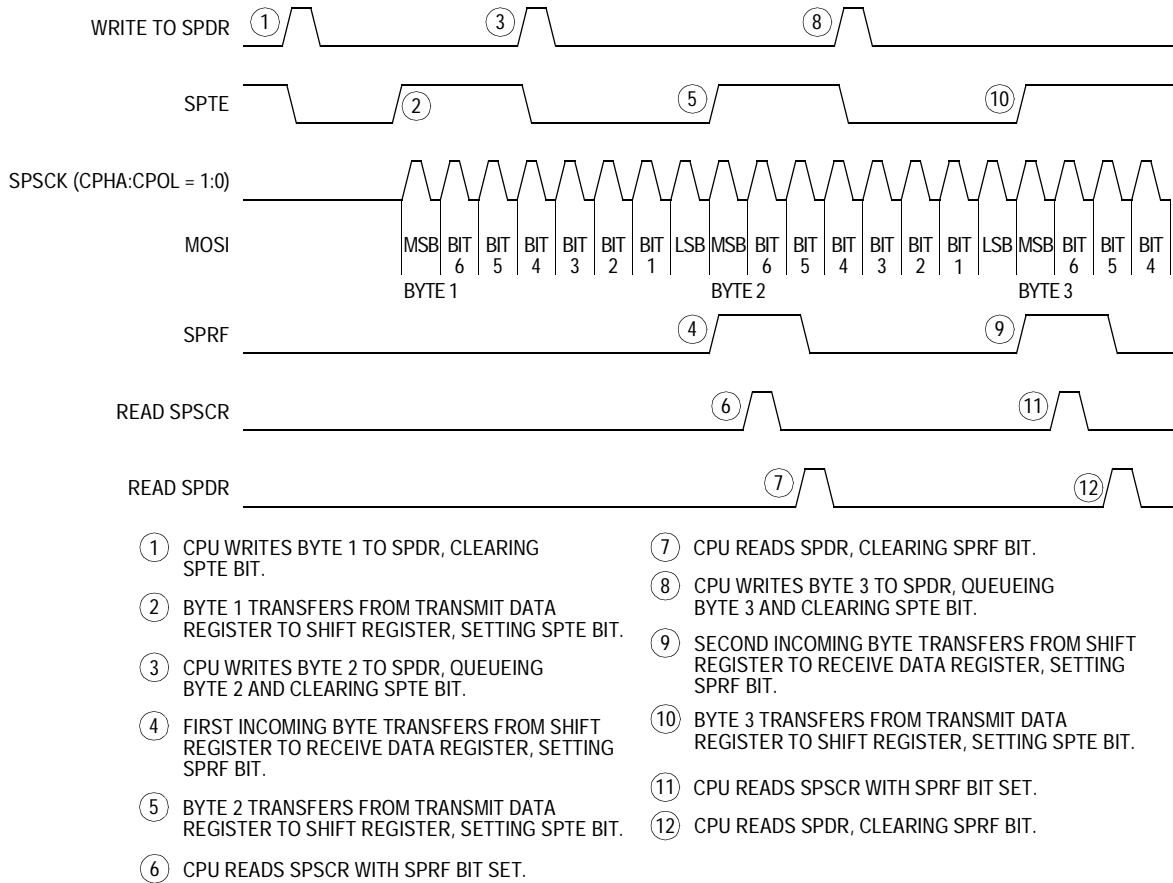 WRITE TO SPDR 1 3 8
SPTE 2 5 10
SPSCK (CPHA:CPOL = 1:0)
MOSI MSB BIT 6 BIT 5 BIT 4 BIT 3 BIT 2 BIT 1 LSB MSB BIT 6 BIT 5 BIT 4 BIT 3 BIT 2 BIT 1 LSB MSB BIT 6 BIT 5 BIT 4
BYTE 1 BYTE 2 BYTE 3
SPRF 4 9
READ SPSCR 6 11
READ SPDR 7 12
1 CPU WRITES BYTE 1 TO SPDR, CLEARING
SPTE BIT.
2 BYTE 1 TRANSFERS FROM TRANSMIT DATA
REGISTER TO SHIFT REGISTER, SETTING SPTE BIT.
3 CPU WRITES BYTE 2 TO SPDR, QUEUEING
BYTE 2 AND CLEARING SPTE BIT.
4 FIRST INCOMING BYTE TRANSFERS FROM SHIFT
REGISTER TO RECEIVE DATA REGISTER, SETTING
SPRF BIT.
5 BYTE 2 TRANSFERS FROM TRANSMIT DATA
REGISTER TO SHIFT REGISTER, SETTING SPTE BIT.
6 CPU READS SPSCR WITH SPRF BIT SET.
7 CPU READS SPDR, CLEARING SPRF BIT.
8 CPU WRITES BYTE 3 TO SPDR, QUEUEING
BYTE 3 AND CLEARING SPTE BIT.
9 SECOND INCOMING BYTE TRANSFERS FROM SHIFT
REGISTER TO RECEIVE DATA REGISTER, SETTING
SPRF BIT.
10 BYTE 3 TRANSFERS FROM TRANSMIT DATA
REGISTER TO SHIFT REGISTER, SETTING SPTE BIT.
11 CPU READS SPSCR WITH SPRF BIT SET.
12 CPU READS SPDR, CLEARING SPRF BIT.